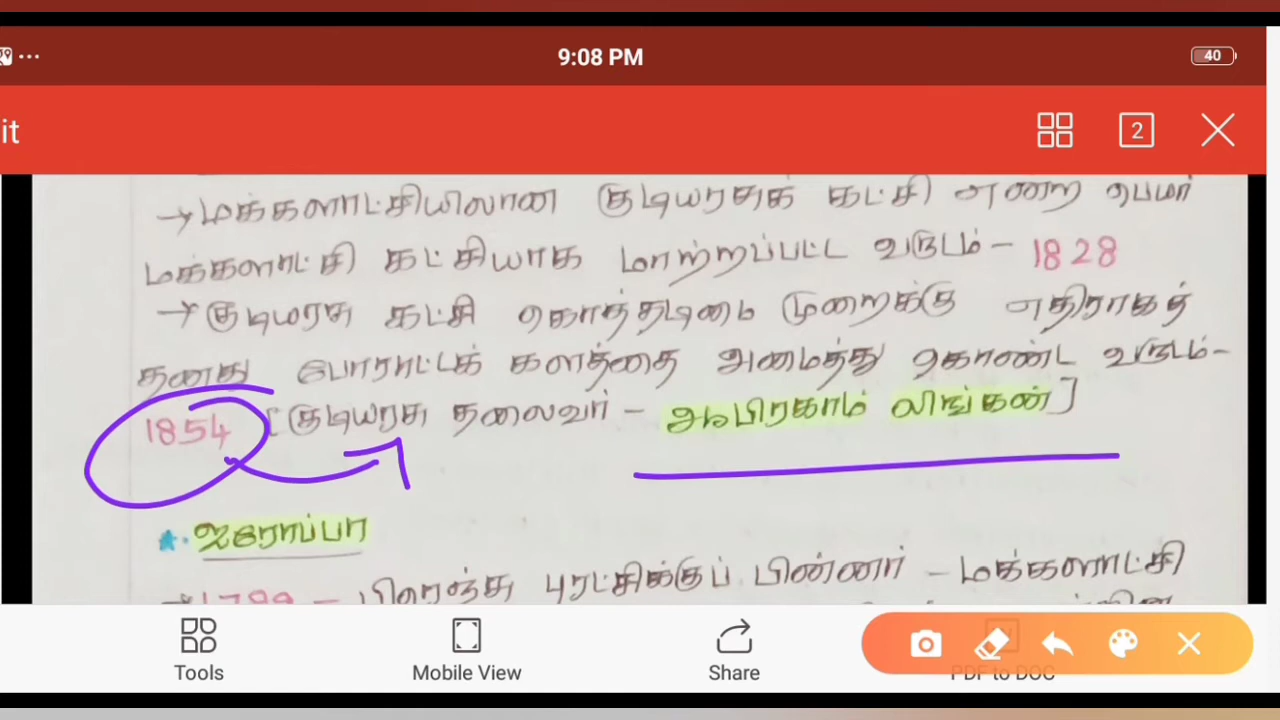 9:08 PM
40
it
2
→மக்களாட்சியிலான குடியரசுக் கட்சி என்ற பெயர்
மக்களாட்சி கட்சியாக மாற்றப்பட்ட வருடம் – 1828
→குடியரசு கட்சி கொத்தடிமை முறைக்கு எதிராகத்
தனது போராட்டக் களத்தை அமைத்து கொண்ட வருடம்–
1854 [குடியரசு தலைவர் – ஆபிரகாம் லிங்கன்]
* ஐரோப்பா
→1789 – பிரெஞ்சு புரட்சிக்குப் பின்னர் – மக்களாட்சி
Tools
Mobile View
Share
PDF to DOC